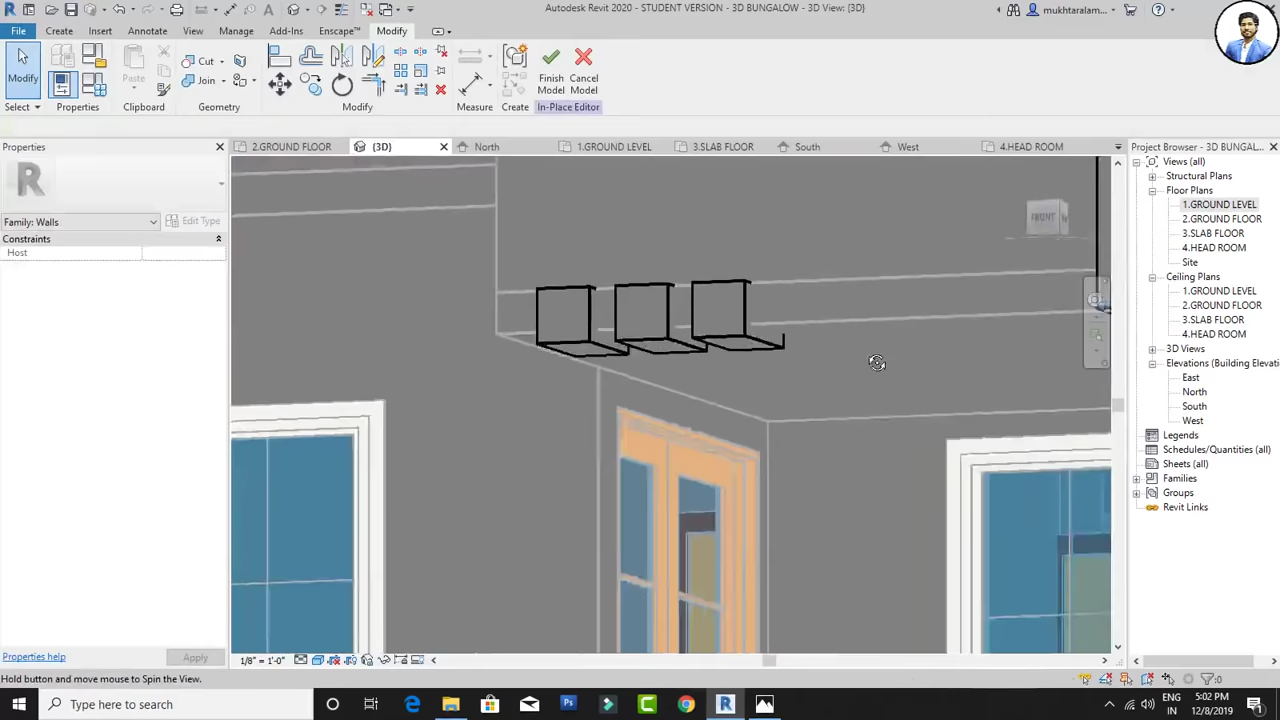 Autodesk Revit 2020 - STUDENT VERSION - 3D BUNGALOW - 3D View: {3D}
mukhtaralam...
File Create Insert Annotate View Manage Add-Ins Enscape™ Modify
Modify
Paste
Cut
Join
Finish Model
Cancel Model
Select Properties Clipboard Geometry Modify Measure Create In-Place Editor
Properties
2.GROUND FLOOR {3D} North 1.GROUND LEVEL 3.SLAB FLOOR South West 4.HEAD ROOM
Project Browser - 3D BUNGAL...
Family: Walls Edit Type
Constraints
Host
FRONT
Views (all)
Structural Plans
Floor Plans
1.GROUND LEVEL
2.GROUND FLOOR
3.SLAB FLOOR
4.HEAD ROOM
Site
Ceiling Plans
1.GROUND LEVEL
2.GROUND FLOOR
3.SLAB FLOOR
4.HEAD ROOM
3D Views
Elevations (Building Elevati
East
North
South
West
Legends
Schedules/Quantities (all)
Sheets (all)
Families
Groups
Revit Links
Properties help Apply
1/8" = 1'-0"
Hold button and move mouse to Spin the View.
:0
Type here to search
ENG
IN
5:02 PM
12/8/2019